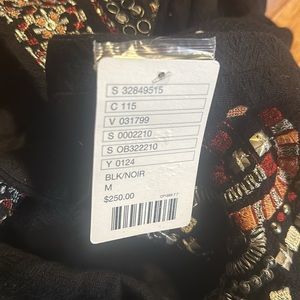 S 32849515
C 115
V 031799
S 0002210
S OB322210
Y 0124
BLK/NOIR
M
$250.00